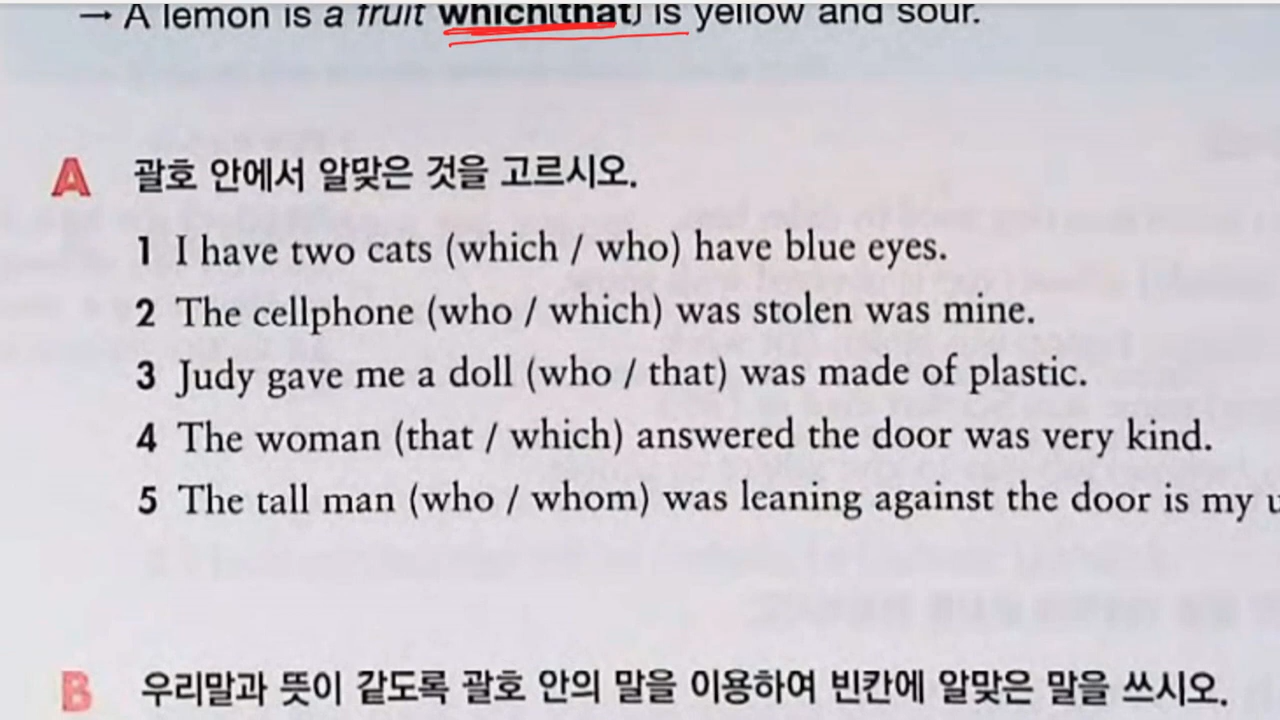 → A lemon is a fruit which(that) is yellow and sour.
A 괄호 안에서 알맞은 것을 고르시오.
1 I have two cats (which / who) have blue eyes.
2 The cellphone (who / which) was stolen was mine.
3 Judy gave me a doll (who / that) was made of plastic.
4 The woman (that / which) answered the door was very kind.
5 The tall man (who / whom) was leaning against the door is my
B 우리말과 뜻이 같도록 괄호 안의 말을 이용하여 빈칸에 알맞은 말을 쓰시오.